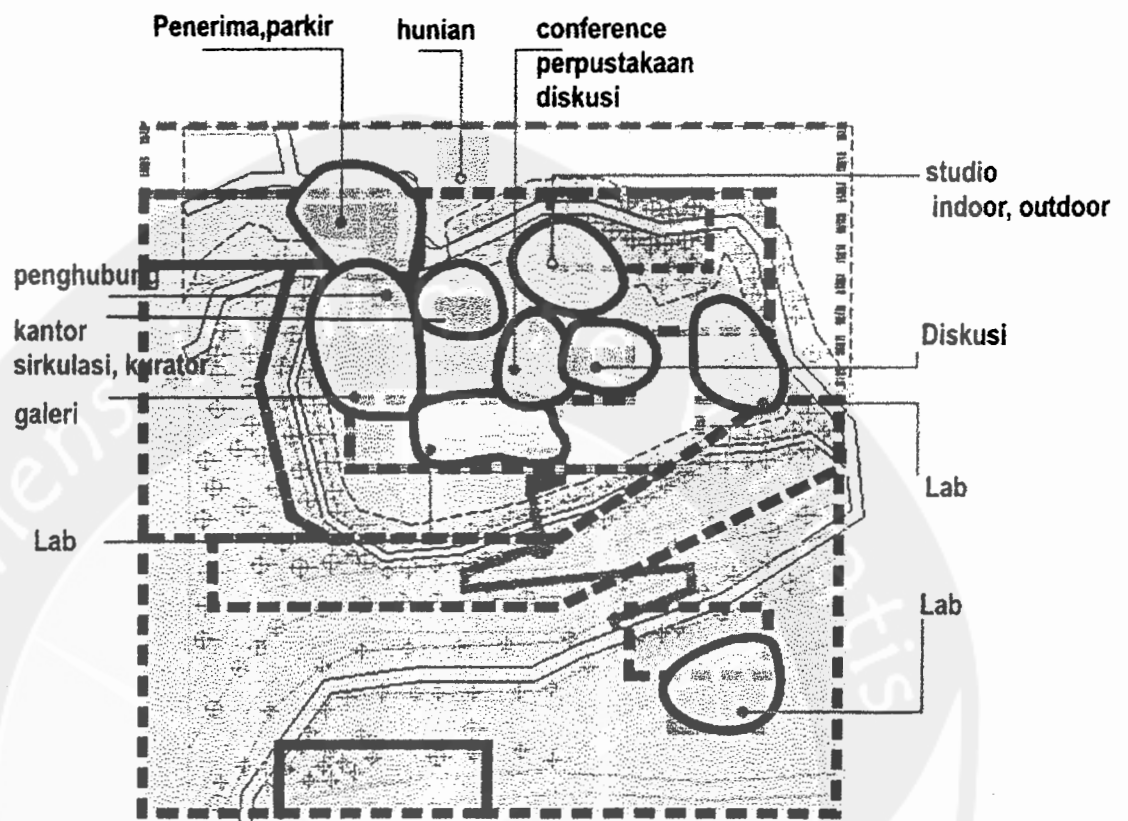 Penerima,parkir
hunian
conference
perpustakaan
diskusi
studio
indoor, outdoor
penghubung
kantor
sirkulasi, kurator
galeri
Diskusi
Lab
Lab
Lab